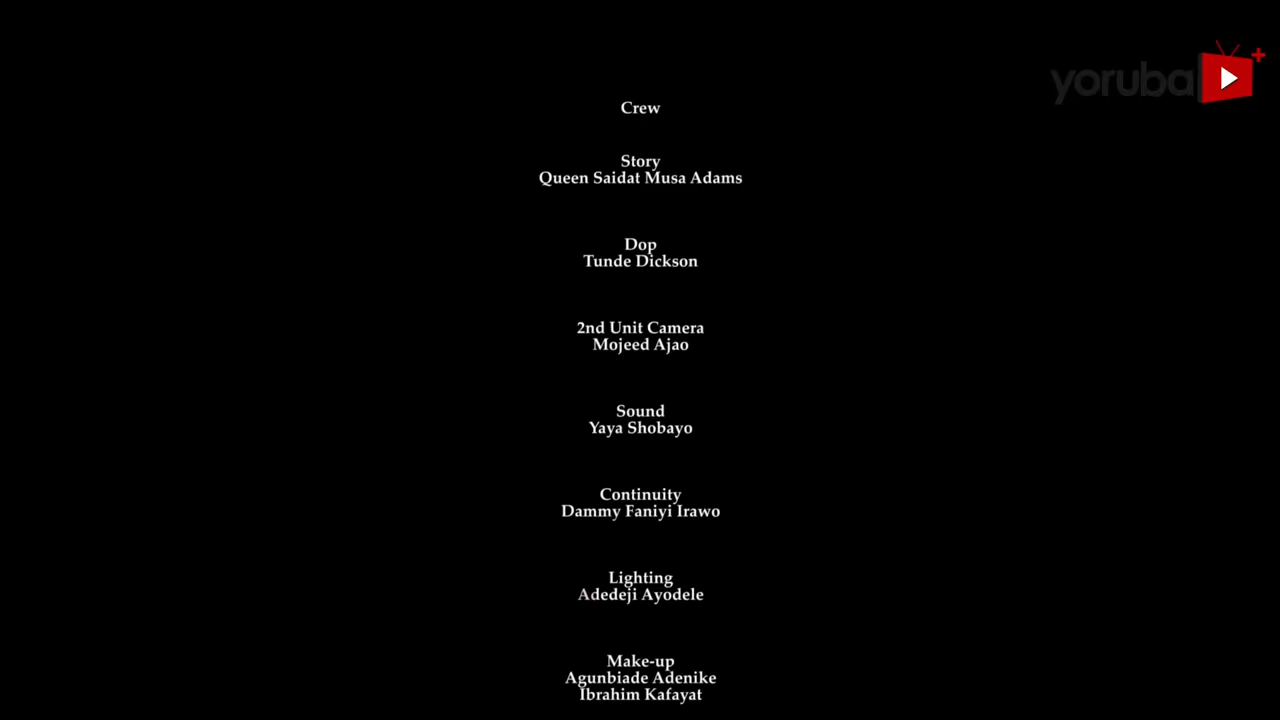 yoruba
+
Crew
Story
Queen Saidat Musa Adams
Dop
Tunde Dickson
2nd Unit Camera
Mojeed Ajao
Sound
Yaya Shobayo
Continuity
Dammy Faniyi Irawo
Lighting
Adedeji Ayodele
Make-up
Agunbiade Adenike
Ibrahim Kafayat